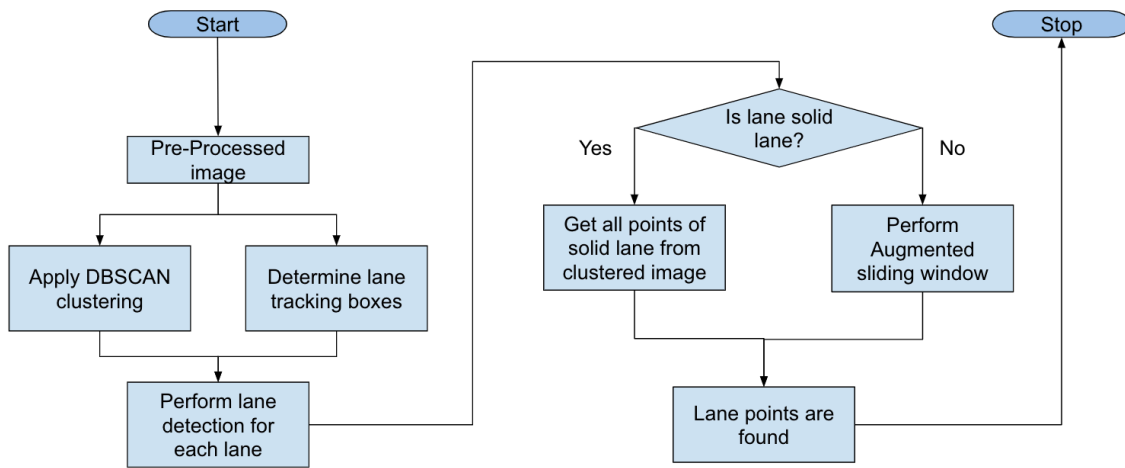 Start
Pre-Processed
image
Apply DBSCAN
clustering
Determine lane
tracking boxes
Perform lane
detection for
each lane
Is lane solid
lane?
Yes
No
Get all points of
solid lane from
clustered image
Perform
Augmented
sliding window
Lane points are
found
Stop